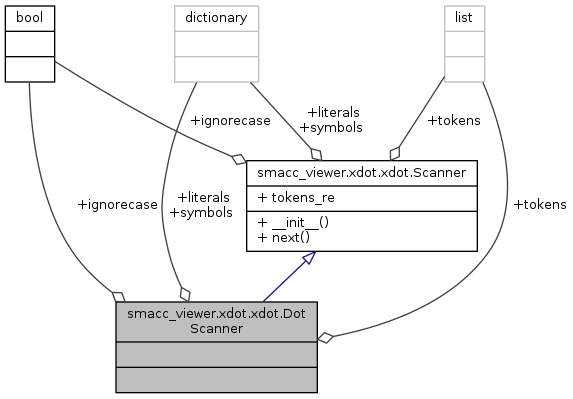 bool
dictionary
list
+ignorecase
+literals
+symbols
+tokens
smacc_viewer.xdot.xdot.Scanner
+ tokens_re
+ __init__()
+ next()
+ignorecase
+literals
+symbols
+tokens
smacc_viewer.xdot.xdot.Dot
Scanner